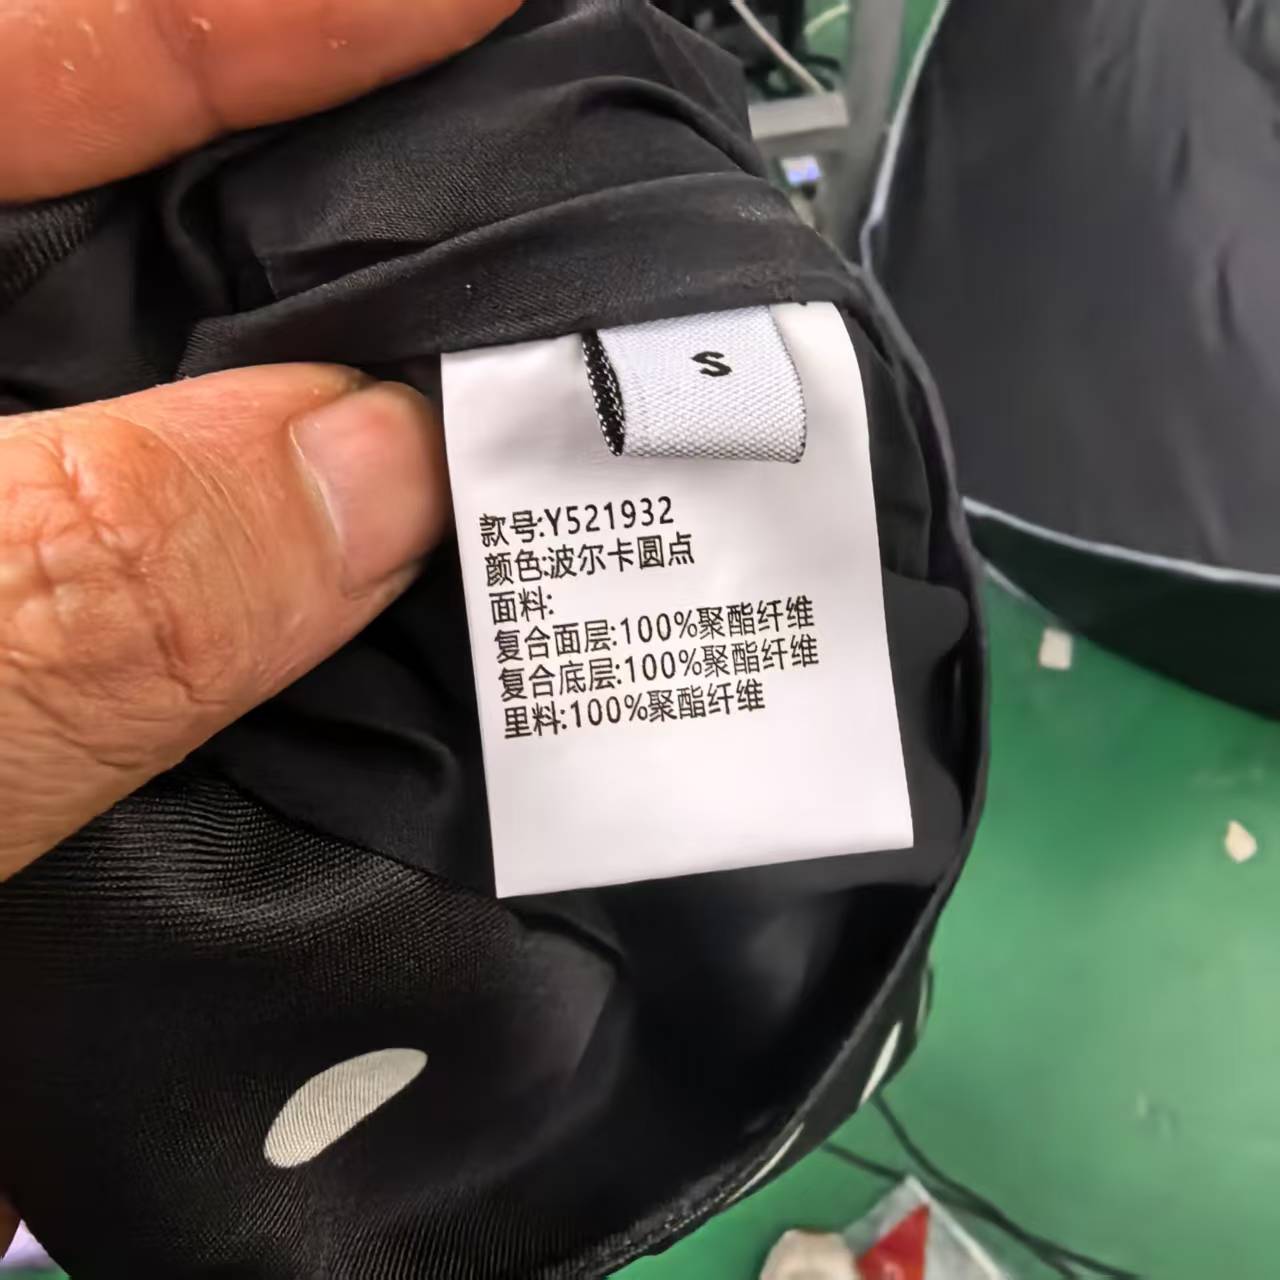 S
款号:Y521932
颜色:波尔卡圆点
面料:
复合面层:100%聚酯纤维
复合底层:100%聚酯纤维
里料:100%聚酯纤维